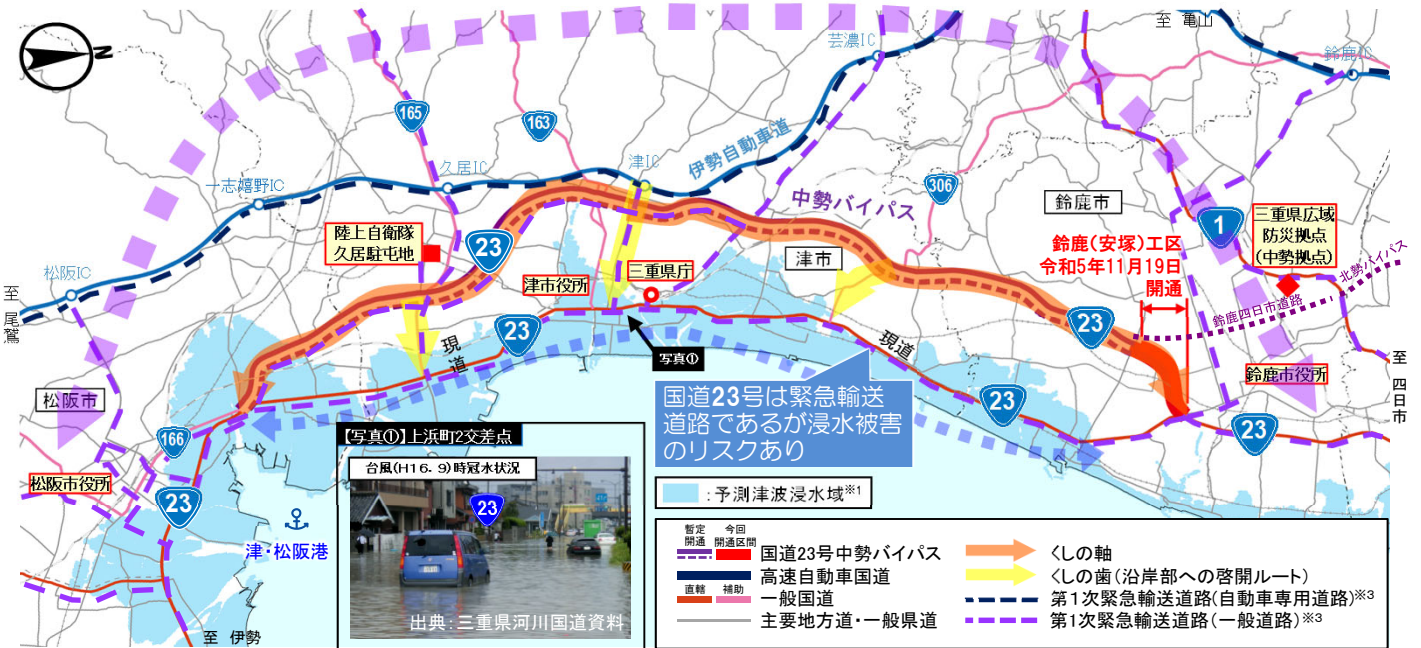 N
至 亀山
芸濃IC
鈴鹿IC
165
163
伊勢自動車道
久居IC
津IC
一志嬉野IC
306
中勢バイパス
鈴鹿市
1
三重県広域
防災拠点
(中勢拠点)
陸上自衛隊
久居駐屯地
23
鈴鹿(安塚)工区
令和5年11月19日
開通
津市
三重県庁
津市役所
松阪IC
北勢バイパス
鈴鹿四日市道路
至
尾鷲
23
23
現道
写真①
現道
至
四日市
鈴鹿市役所
国道23号は緊急輸送
道路であるが浸水被害
のリスクあり
23
23
松阪市
166
松阪市役所
23
津・松阪港
至 伊勢
【写真①】上浜町2交差点
台風(H16.9)時冠水状況
23
出典:三重県河川国道資料
:予測津波浸水域※1
暫定
開通
今回
開通区間
国道23号中勢バイパス
高速自動車国道
直轄 補助
一般国道
主要地方道・一般県道
くしの軸
くしの歯(沿岸部への啓開ルート)
第1次緊急輸送道路(自動車専用道路)※3
第1次緊急輸送道路(一般道路)※3